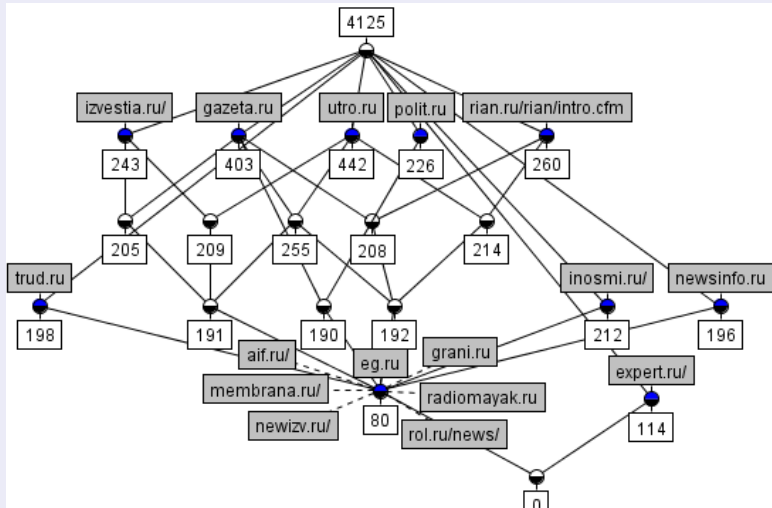 4125
izvestia.ru/
gazeta.ru
utro.ru
polit.ru
rian.ru/rian/intro.cfm
243
403
442
226
260
205
209
255
208
214
trud.ru
inosmi.ru/
newsinfo.ru
198
191
190
192
212
196
aif.ru/
eg.ru
grani.ru
expert.ru/
membrana.ru/
radiomayak.ru
newizv.ru/
80
rol.ru/news/
114
0